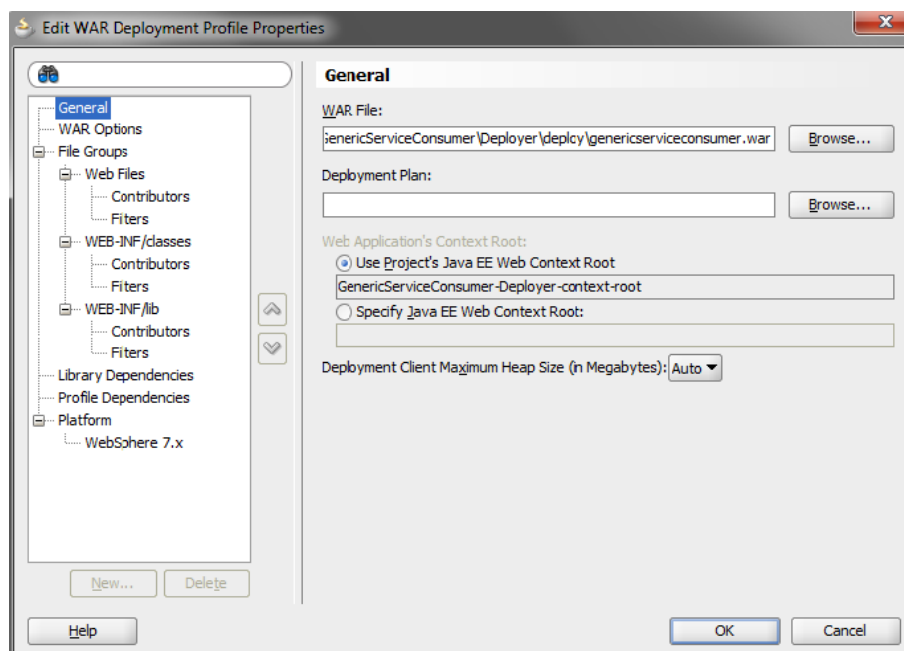 Edit WAR Deployment Profile Properties
General
WAR Options
File Groups
Web Files
Contributors
Fiters
WEB-INF/classes
Contributors
Fiters
WEB-INF/lib
Contributors
Fiters
Library Dependencies
Profile Dependencies
Platform
WebSphere 7.x
New...
Delete
General
WAR File:
GenericServiceConsumer\Deployer\deplcy\genericserviceconsumer.war
Browse...
Deployment Plan:
Browse...
Web Application's Context Root:
Use Project's Java EE Web Context Root
GenericServiceConsumer-Deployer-context-root
Specify Java EE Web Context Root:
Deployment Client Maximum Heap Size (in Megabytes): Auto
Help
OK
Cancel